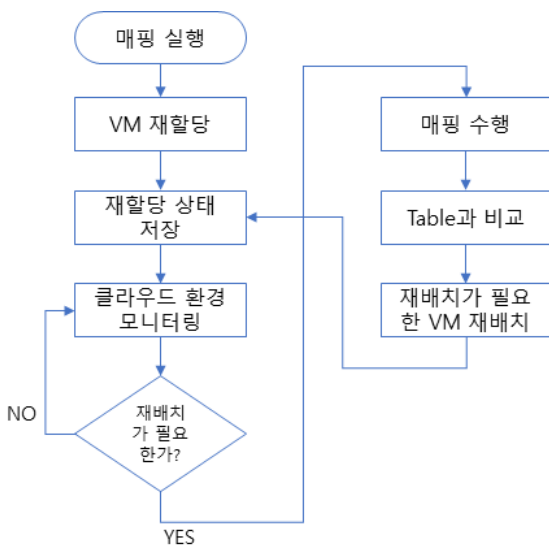 매핑 실행
VM 재할당
재할당 상태
저장
클라우드 환경
모니터링
재배치
가 필요
한가?
NO
YES
매핑 수행
Table과 비교
재배치가 필요
한 VM 재배치